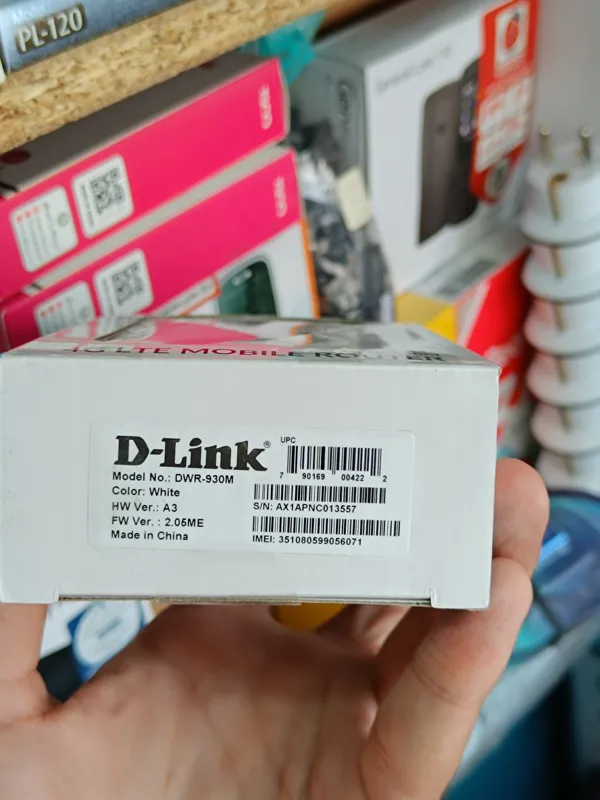 PL-120
4G LTE MOBILE ROUTER
D-Link®
UPC
7 90169 00422 2
Model No.: DWR-930M
Color: White
HW Ver.: A3
S/N: AX1APNC013557
FW Ver. : 2.05ME
Made in China
IMEI: 351080599056071